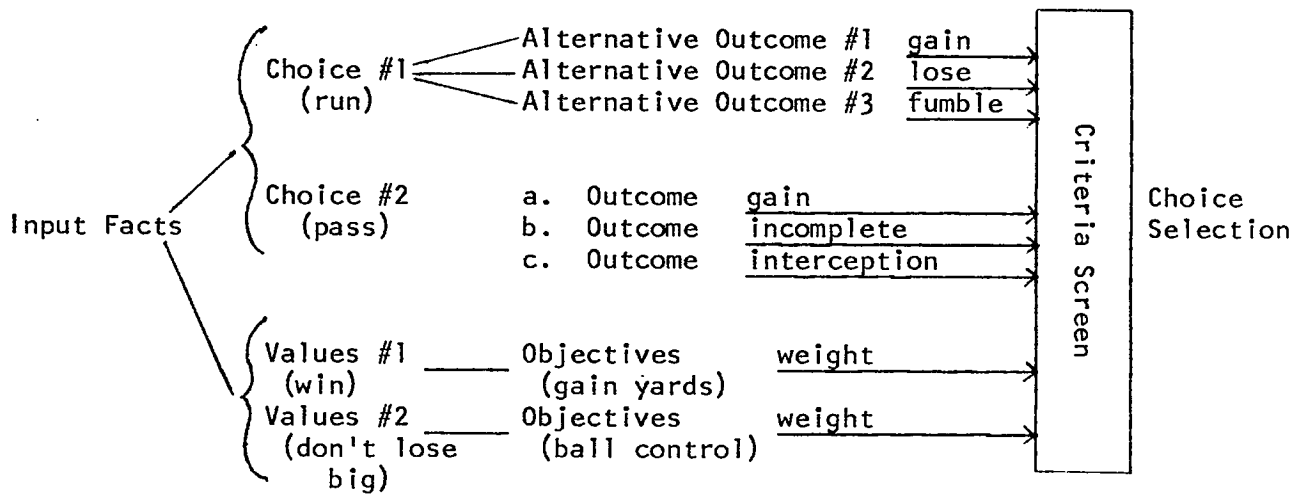 Alternative Outcome #1 gain
Choice #1 Alternative Outcome #2 lose
(run) Alternative Outcome #3 fumble
Choice #2 a. Outcome gain
(pass) b. Outcome incomplete
c. Outcome interception
Input Facts
Values #1 Objectives weight
(win) (gain yards)
Values #2 Objectives weight
(don't lose (ball control)
big)
Criteria Screen
Choice
Selection